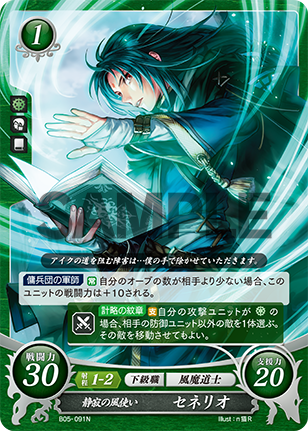 1
SAMPLE
アイクの道を阻む障害は…僕の手で除かせていただきます。
傭兵団の軍師 常 自分のオーブの数が相手より少ない場合、この
ユニットの戦闘力は+10される。
計略の紋章 攻 自分の攻撃ユニットが の
場合、相手の防御ユニット以外の敵を1体選ぶ。
その敵を移動させてもよい。
戦闘力 30
射程 1-2 下級職 風魔道士
支援力 20
静寂の風使い セネリオ
B05-091N
Illust：n猫R